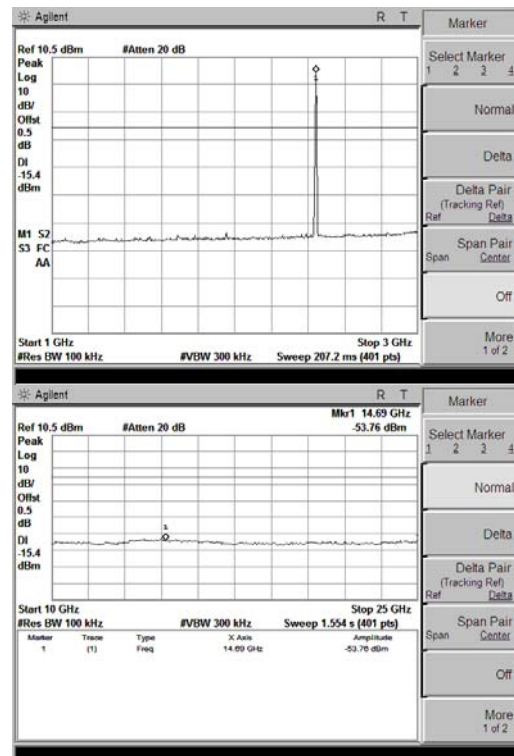 Agilent R T
Marker
Ref 10.5 dBm #Atten 20 dB
Select Marker
1 2 3 4
Peak
Log
10
dB/
Offst
0.5
dB
DI
-15.4
dBm
1
Normal
Delta
Delta Pair
(Tracking Ref)
Ref Delta
M1 S2
S3 FC
AA
Span Pair
Span Center
Off
Start 1 GHz Stop 3 GHz
#Res BW 100 kHz #VBW 300 kHz Sweep 207.2 ms (401 pts)
More
1 of 2
Agilent R T
Marker
Mkr1 14.69 GHz
Ref 10.5 dBm #Atten 20 dB -53.76 dBm
Select Marker
1 2 3 4
Peak
Log
10
dB/
Offst
0.5
dB
DI
-15.4
dBm
1
Normal
Delta
Delta Pair
(Tracking Ref)
Ref Delta
Start 10 GHz Stop 25 GHz
#Res BW 100 kHz #VBW 300 kHz Sweep 1.554 s (401 pts)
Span Pair
Span Center
Marker Trace Type X Axis Amplitude
1 (1) Freq 14.69 GHz -53.76 dBm
Off
More
1 of 2